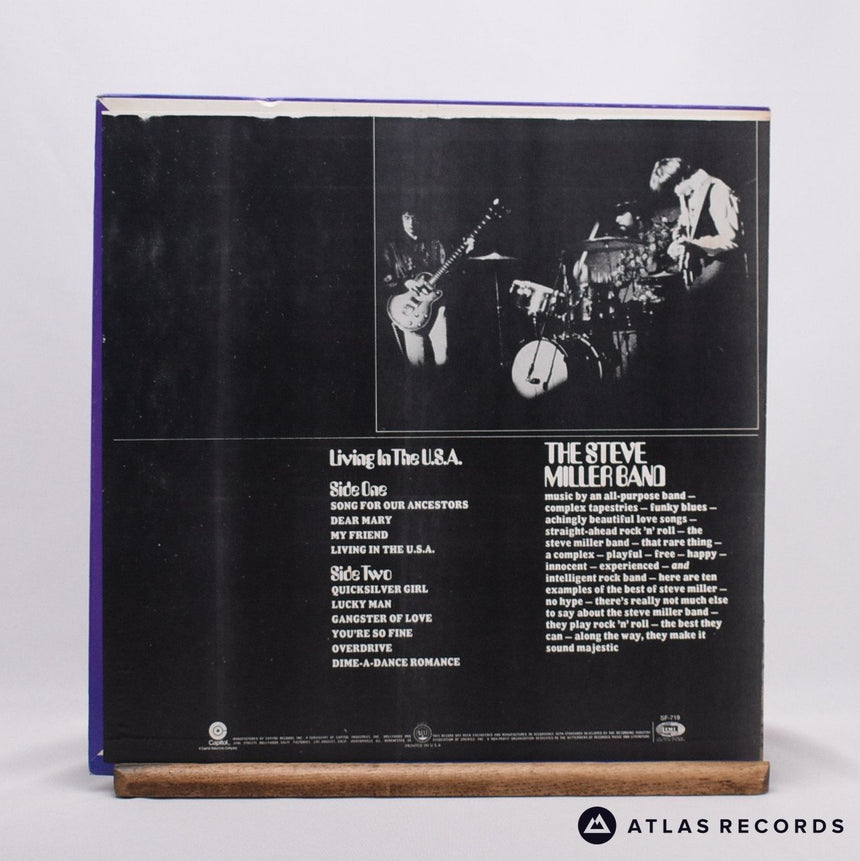 Living In The U.S.A.
Side One
SONG FOR OUR ANCESTORS
DEAR MARY
MY FRIEND
LIVING IN THE U.S.A.
Side Two
QUICKSILVER GIRL
LUCKY MAN
GANGSTER OF LOVE
YOU'RE SO FINE
OVERDRIVE
DIME-A-DANCE ROMANCE
THE STEVE
MILLER BAND
music by an all-purpose band –
complex tapestries – funky blues –
achingly beautiful love songs –
straight-ahead rock 'n' roll – the
steve miller band – that rare thing –
a complex – playful – free – happy –
innocent – experienced – and
intelligent rock band – here are ten
examples of the best of steve miller –
no hype – there's really not much else
to say about the steve miller band –
they play rock 'n' roll – the best they
can – along the way, they make it
sound majestic
Capitol
PRINTED IN U.S.A.
SF-719
ATLAS RECORDS